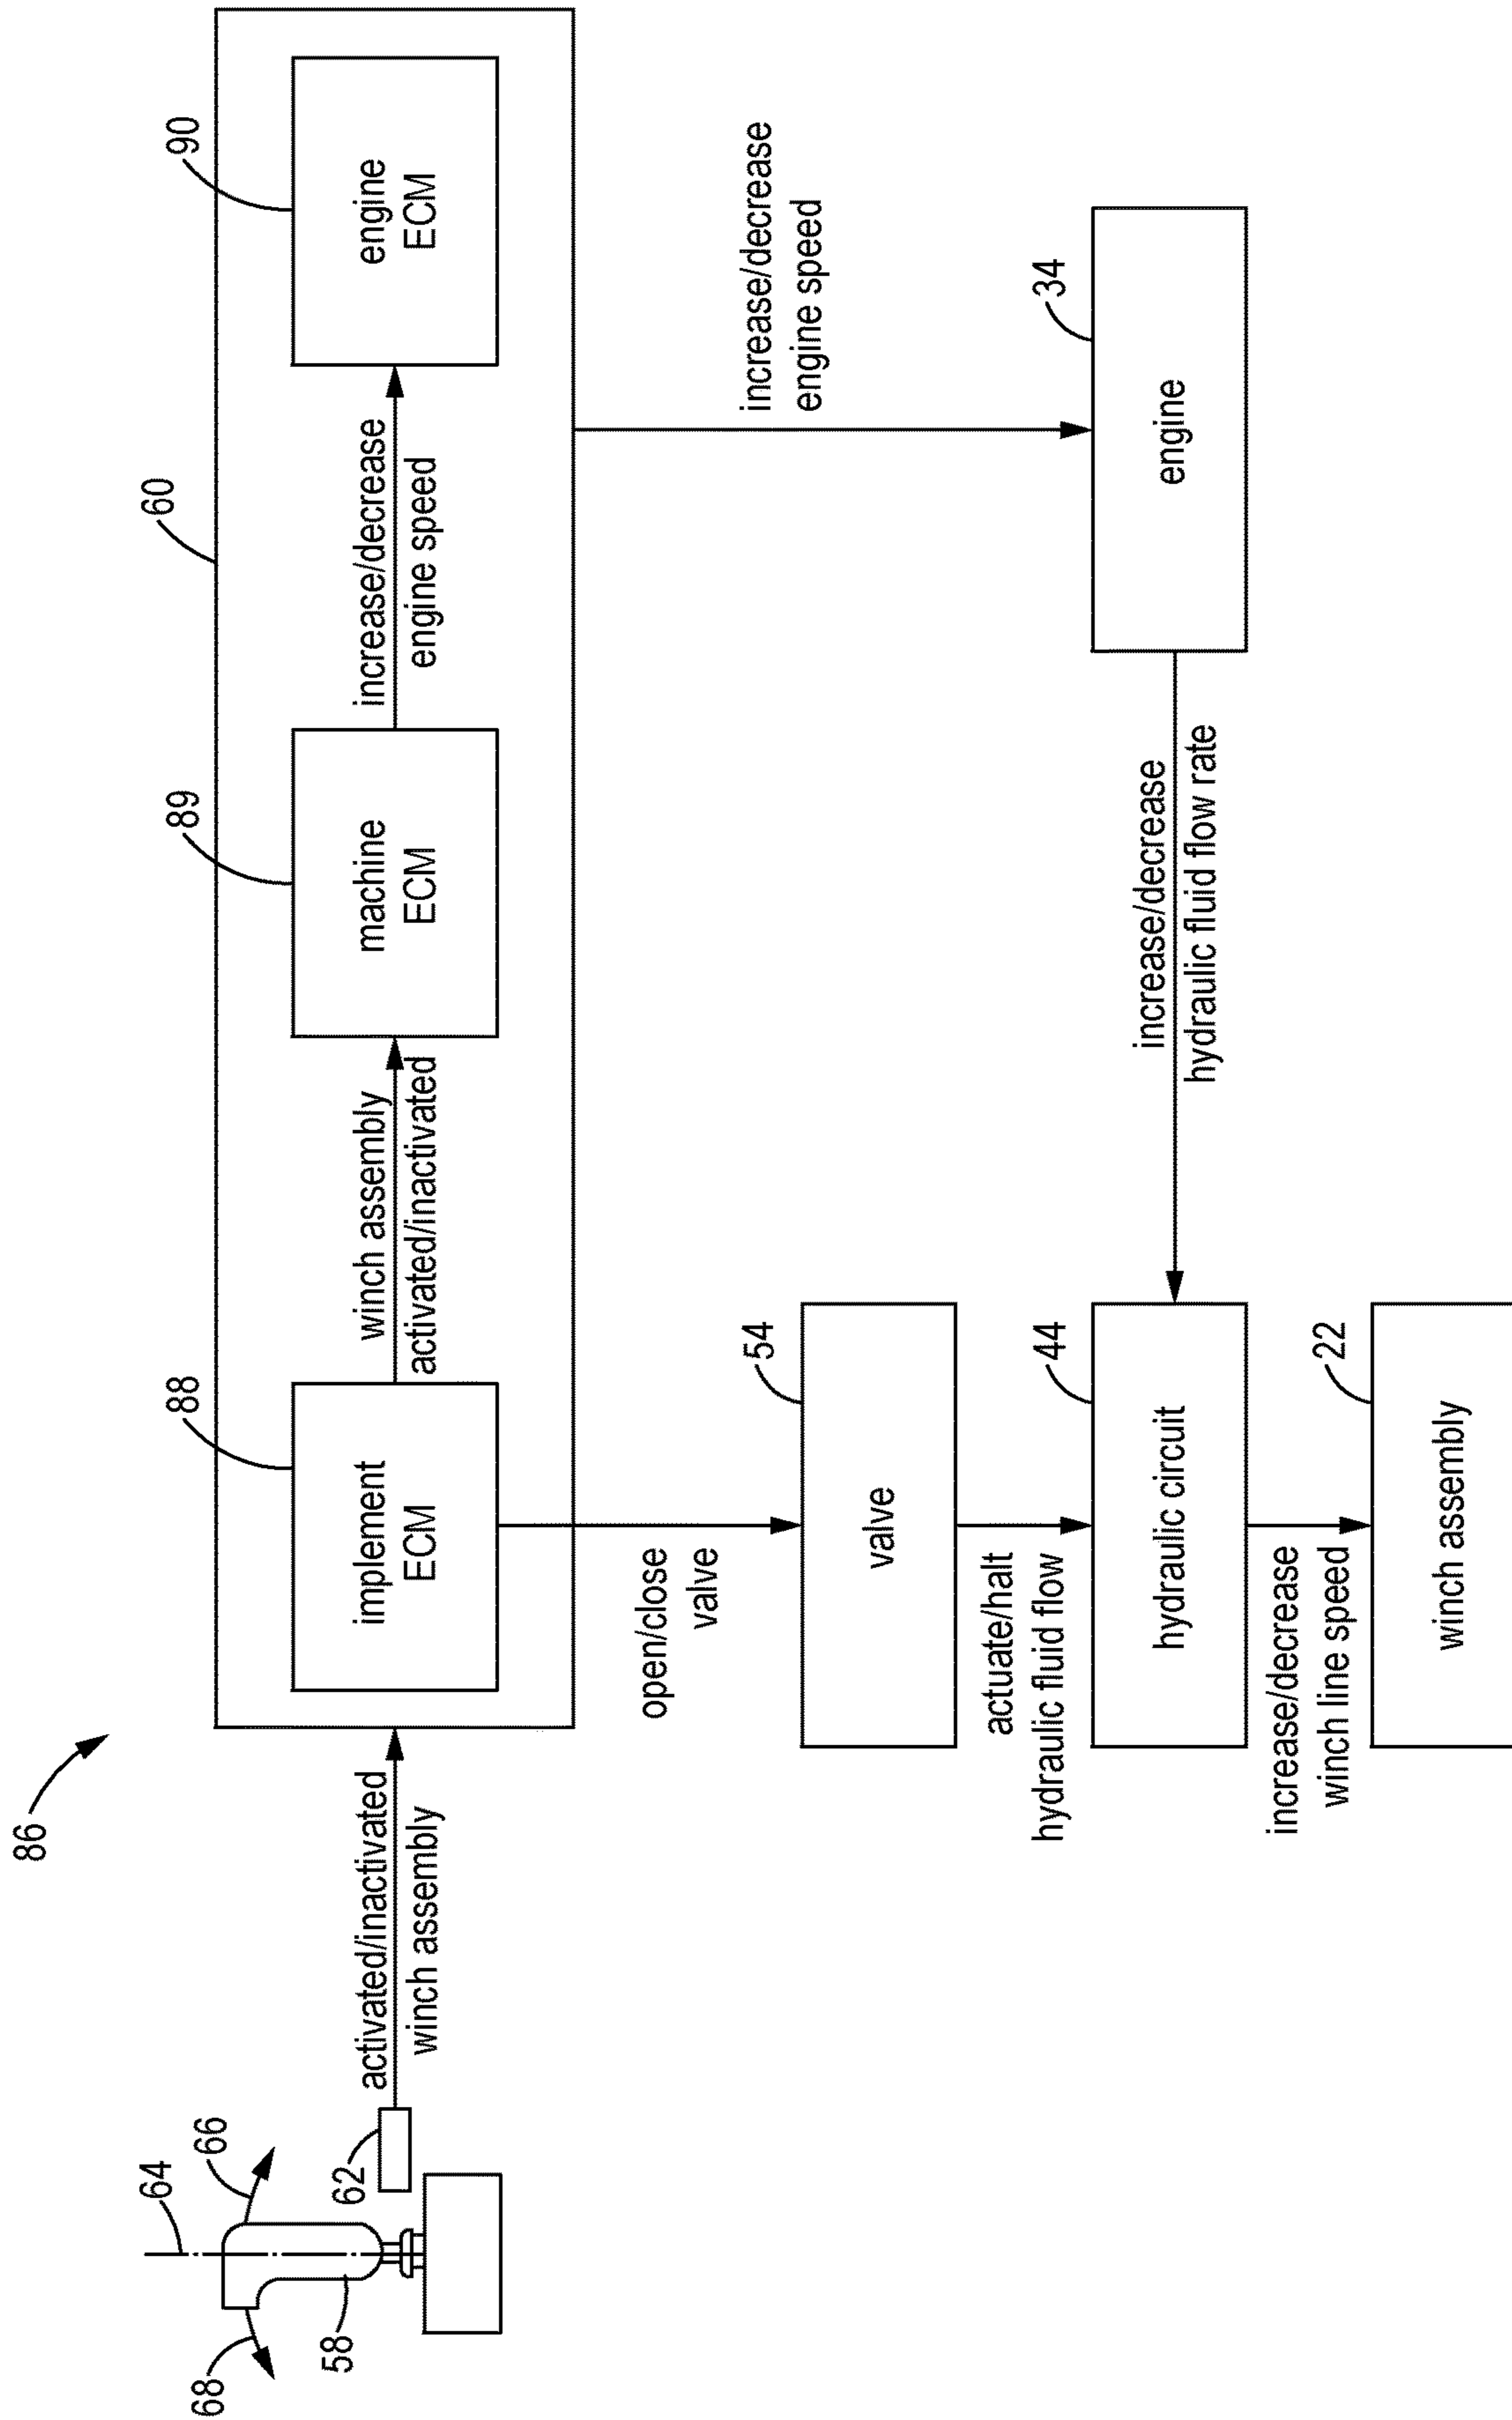 86
64
66
68
58
62
activated/inactivated
winch assembly
60
88
implement
ECM
winch assembly
activated/inactivated
89
machine
ECM
increase/decrease
engine speed
90
engine
ECM
open/close
valve
increase/decrease
engine speed
54
valve
34
engine
actuate/halt
hydraulic fluid flow
increase/decrease
hydraulic fluid flow rate
44
hydraulic circuit
increase/decrease
winch line speed
22
winch assembly